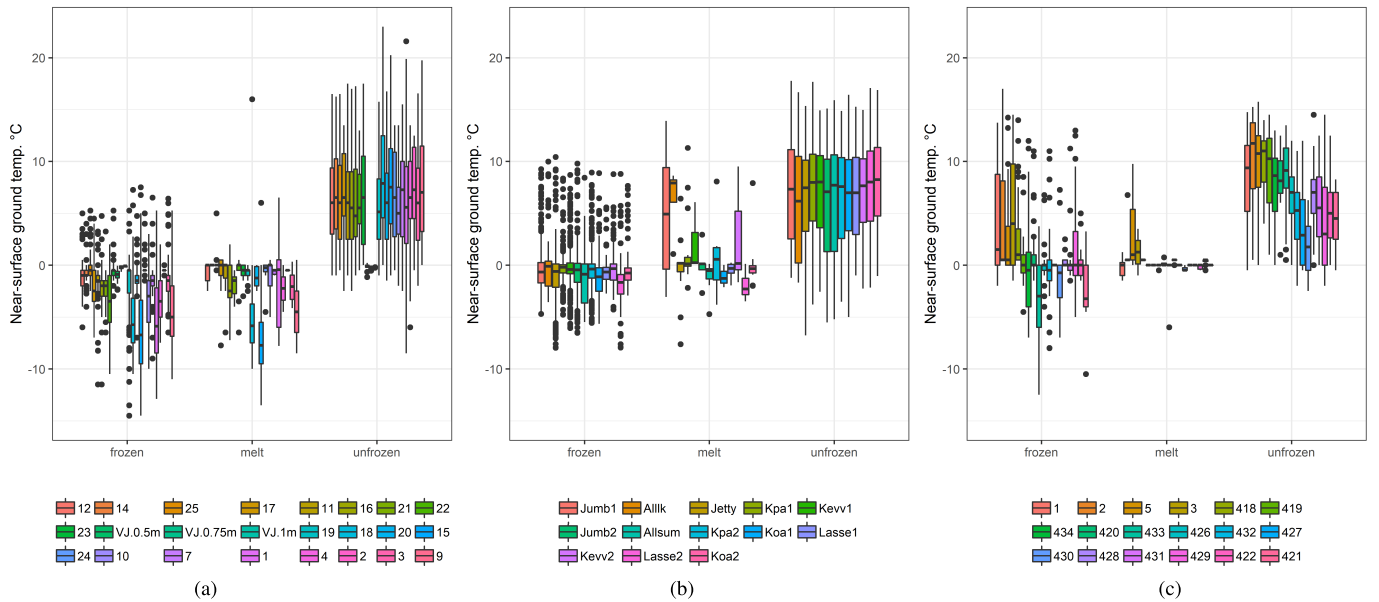 Near-surface ground temp. °C
20
10
0
-10
frozen melt unfrozen
12 14 25 17 11 16 21 22
23 VJ.0.5m VJ.0.75m VJ.1m 19 18 20 15
24 10 7 1 4 2 3 9
(a)
Near-surface ground temp. °C
20
10
0
-10
frozen melt unfrozen
Jumb1 Alllk Jetty Kpa1 Kevv1
Jumb2 Allsum Kpa2 Koa1 Lasse1
Kevv2 Lasse2 Koa2
(b)
Near-surface ground temp. °C
20
10
0
-10
frozen melt unfrozen
1 2 5 3 418 419
434 420 433 426 432 427
430 428 431 429 422 421
(c)